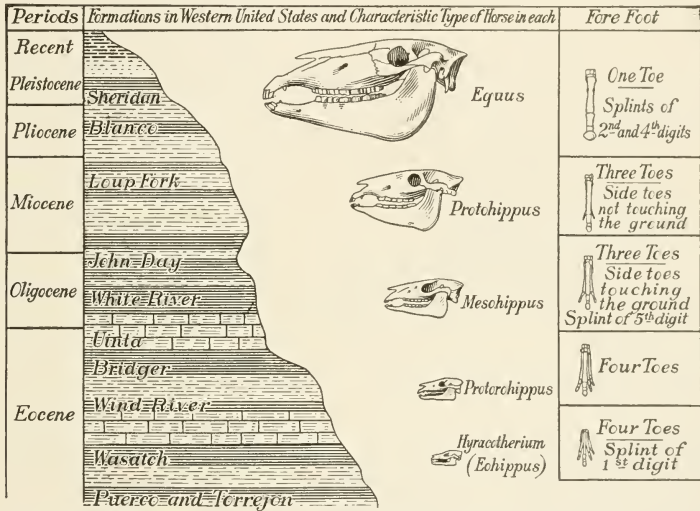 Periods
Formations in Western United States and Characteristic Type of Horse in each
Fore Foot
Recent
Pleistocene
Sheridan
Equus
One Toe
Splints of
2nd and 4th digits
Pliocene
Blanco
Miocene
Loup Fork
Protohippus
Three Toes
Side toes
not touching
the ground
Oligocene
John Day
White River
Mesohippus
Three Toes
Side toes
touching
the ground
Splint of 5th digit
Eocene
Uinta
Bridger
Wind River
Wasatch
Puerco and Torrejon
Protorohippus
Four Toes
Hyracotherium
(Eohippus)
Four Toes
Splint of
1st digit